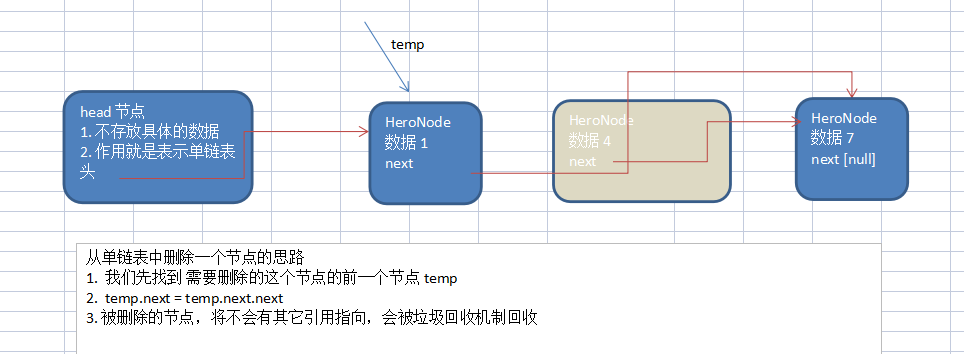 temp
head 节点
1. 不存放具体的数据
2. 作用就是表示单链表
头
HeroNode
数据 1
next
HeroNode
数据 4
next
HeroNode
数据 7
next [null]
从单链表中删除一个节点的思路
1. 我们先找到 需要删除的这个节点的前一个节点 temp
2. temp.next = temp.next.next
3. 被删除的节点，将不会有其它引用指向，会被垃圾回收机制回收